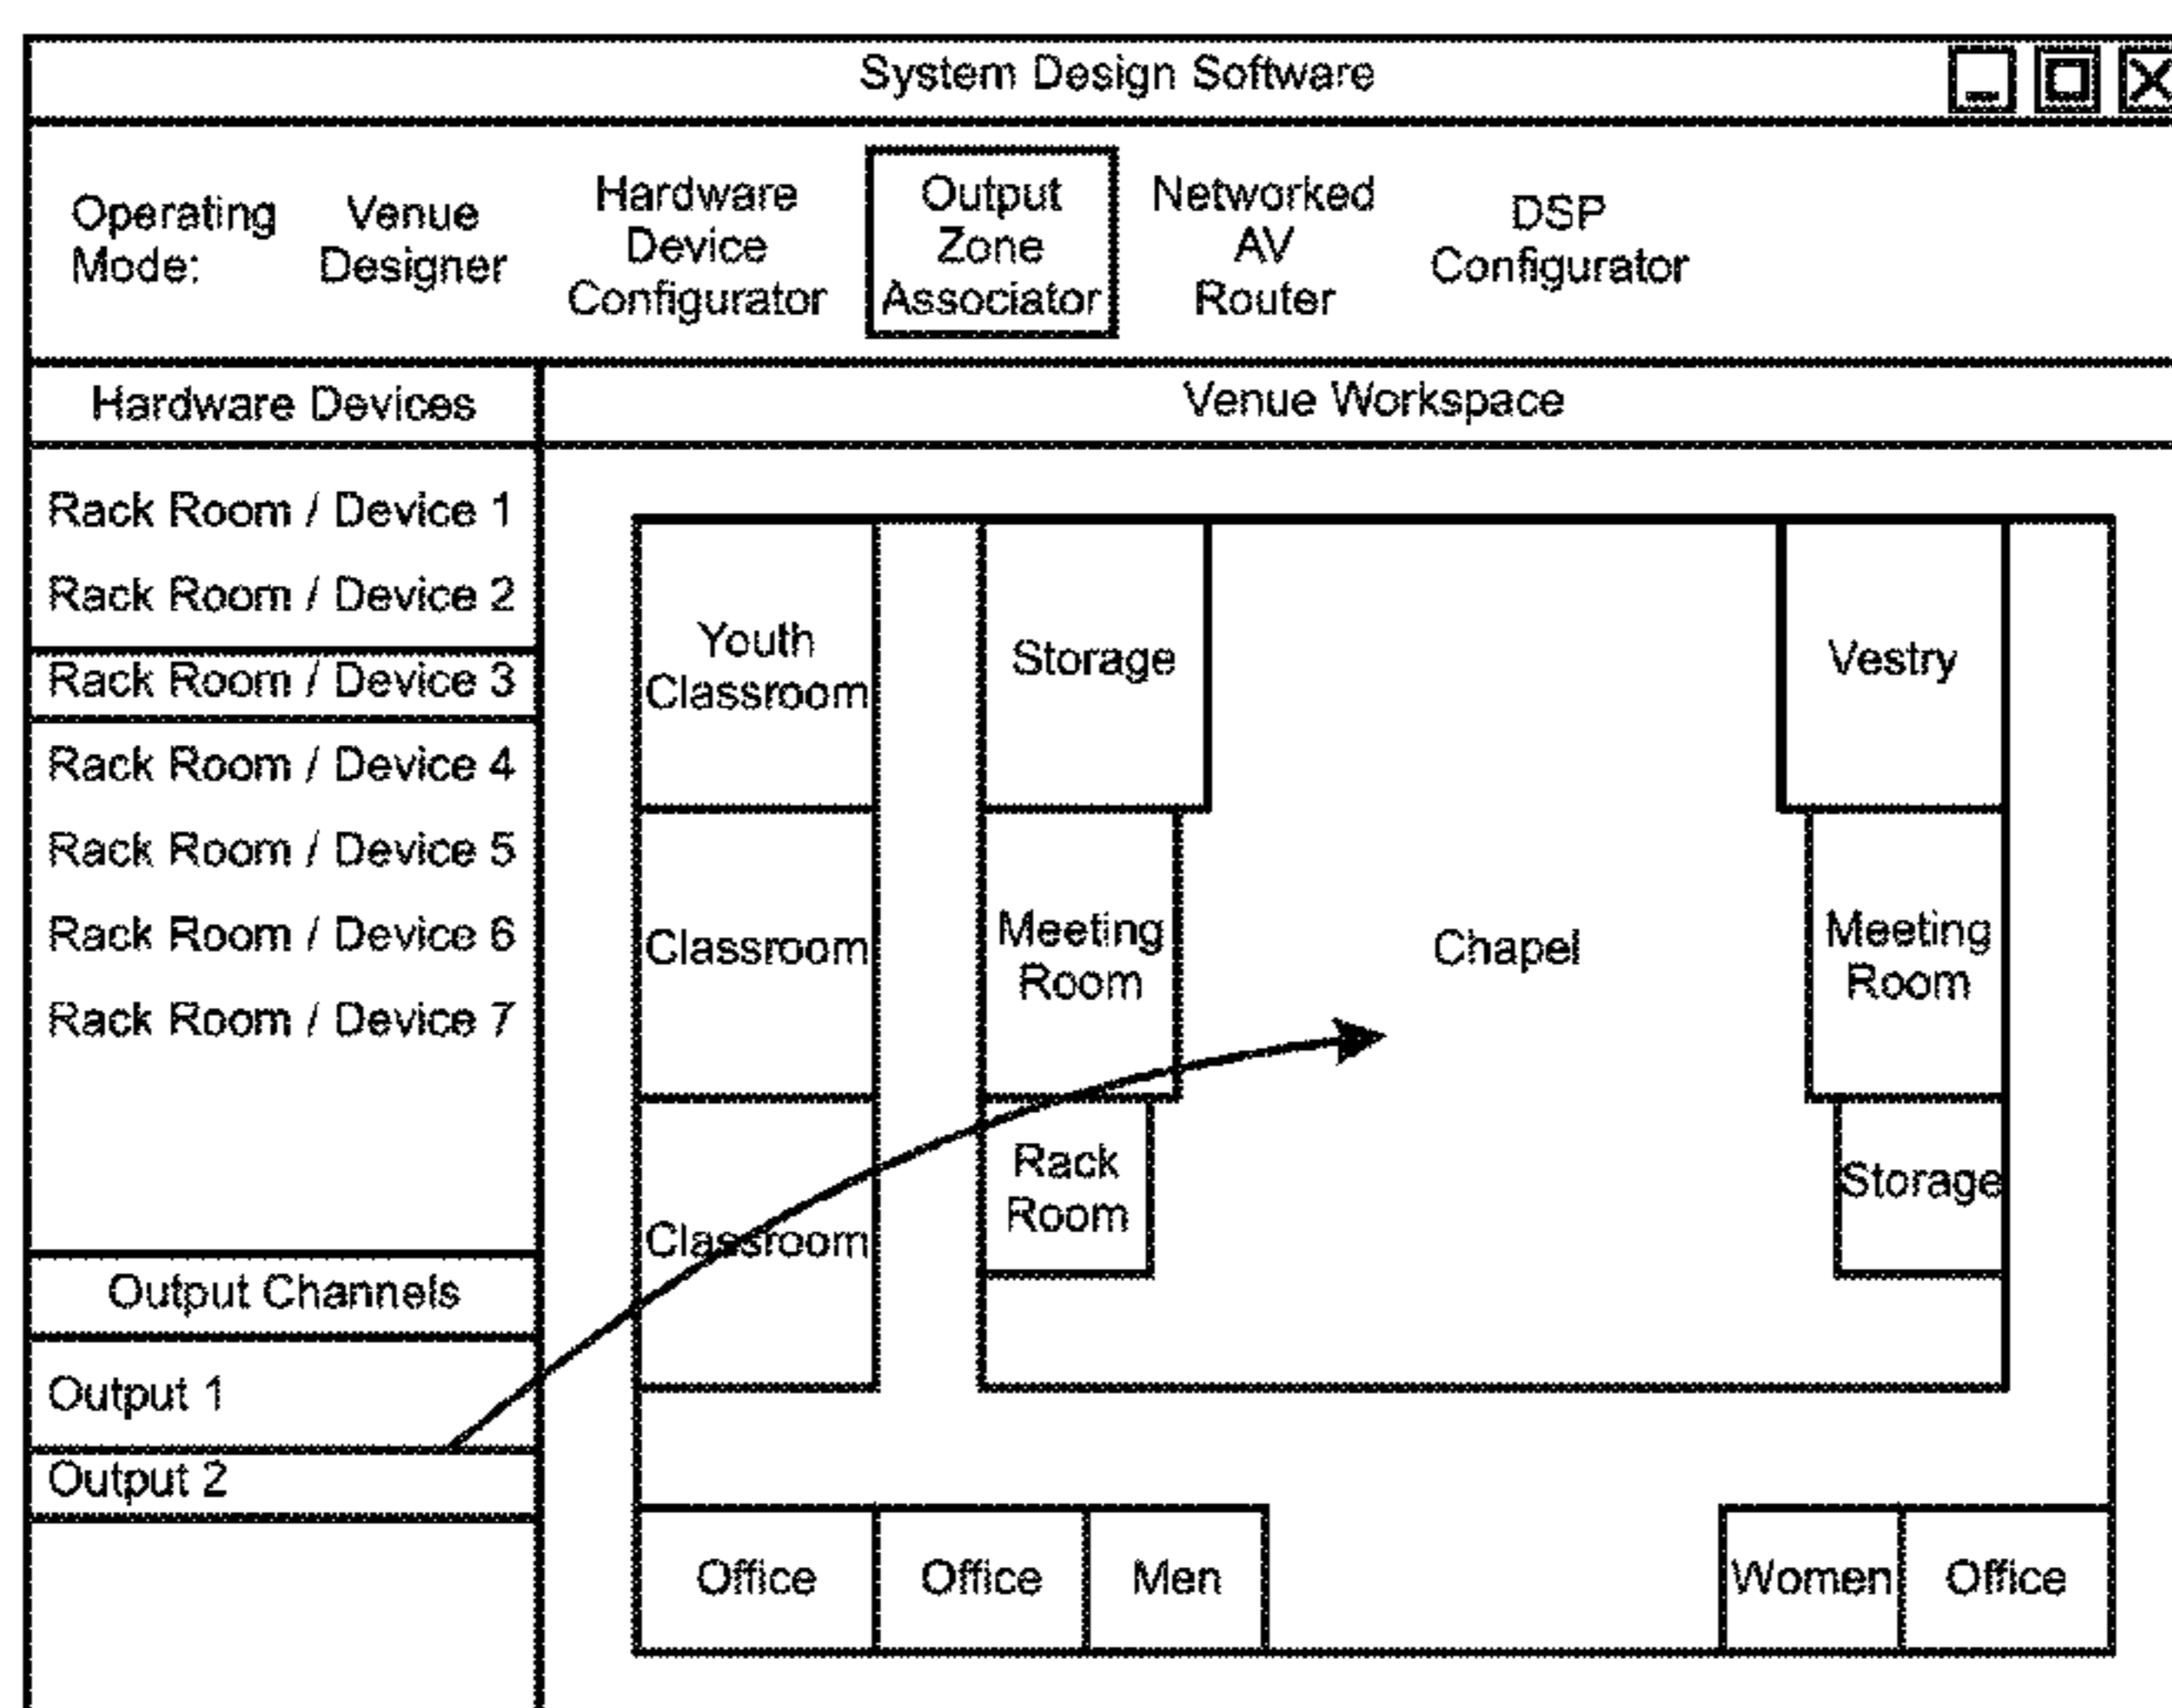 System Design Software
Operating
Mode:
Venue
Designer
Hardware
Device
Configurator
Output
Zone
Associator
Networked
AV
Router
DSP
Configurator
Hardware Devices
Venue Workspace
Rack Room / Device 1
Rack Room / Device 2
Rack Room / Device 3
Rack Room / Device 4
Rack Room / Device 5
Rack Room / Device 6
Rack Room / Device 7
Output Channels
Output 1
Output 2
Youth
Classroom
Storage
Vestry
Classroom
Meeting
Room
Chapel
Meeting
Room
Classroom
Rack
Room
Storage
Office
Office
Men
Women
Office